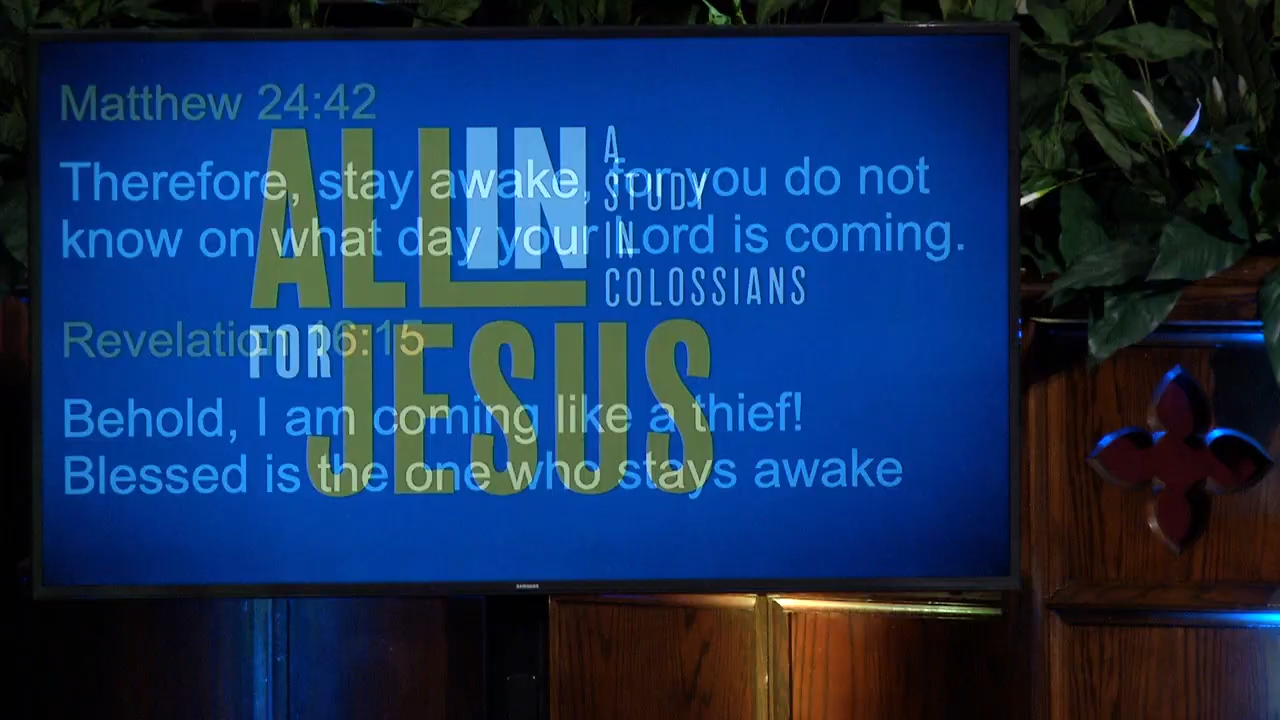 Matthew 24:42
Therefore, stay awake, for you do not
know on what day your Lord is coming.
Revelation 16:15
Behold, I am coming like a thief!
Blessed is the one who stays awake
ALL IN
A
STUDY
IN
COLOSSIANS
FOR JESUS
SAMSUNG